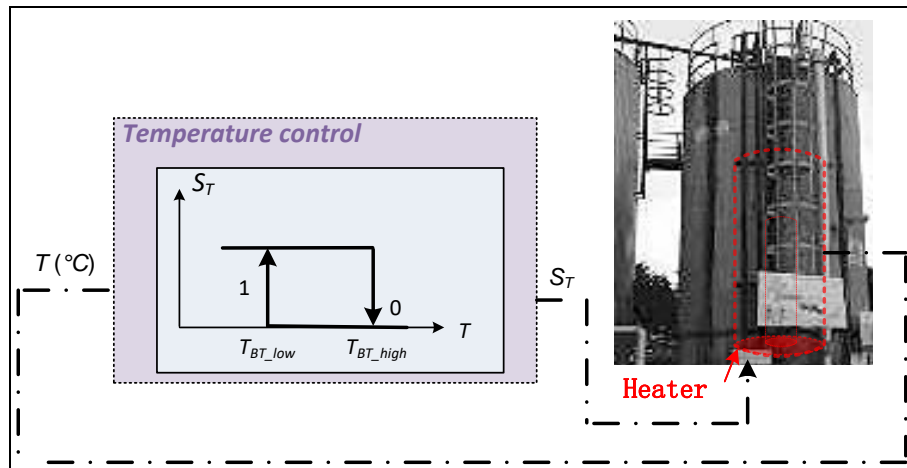 Temperature control
S_T
T (°C)
1
0
S_T
T_BT_low
T_BT_high
T
Heater